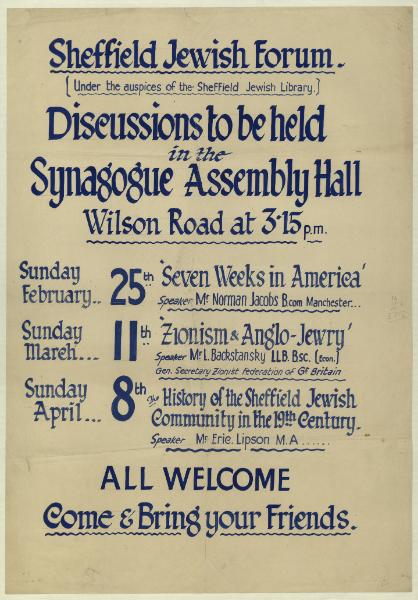 Sheffield Jewish Forum.
[Under the auspices of the Sheffield Jewish Library.]
Discussions to be held
in the
Synagogue Assembly Hall
Wilson Road at 3·15 p.m.
Sunday February.. 25th 'Seven Weeks in America'
Speaker Mr Norman Jacobs B.com Manchester...
Sunday March... 11th 'Zionism & Anglo-Jewry'
Speaker Mr L. Backstansky LL.B. Bsc. [Econ.]
Gen. Secretary Zionist Federation of Gt Britain
Sunday April... 8th The History of the Sheffield Jewish
Community in the 19th Century.
Speaker Mr Eric. Lipson M.A ......
ALL WELCOME
Come & Bring your Friends.